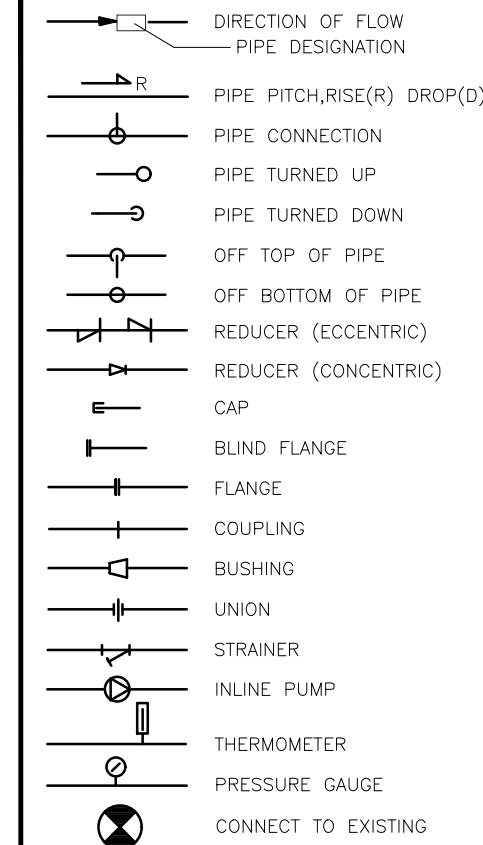 DIRECTION OF FLOW
PIPE DESIGNATION
R
PIPE PITCH,RISE(R) DROP(D)
PIPE CONNECTION
PIPE TURNED UP
PIPE TURNED DOWN
OFF TOP OF PIPE
OFF BOTTOM OF PIPE
REDUCER (ECCENTRIC)
REDUCER (CONCENTRIC)
CAP
BLIND FLANGE
FLANGE
COUPLING
BUSHING
UNION
STRAINER
INLINE PUMP
THERMOMETER
PRESSURE GAUGE
CONNECT TO EXISTING